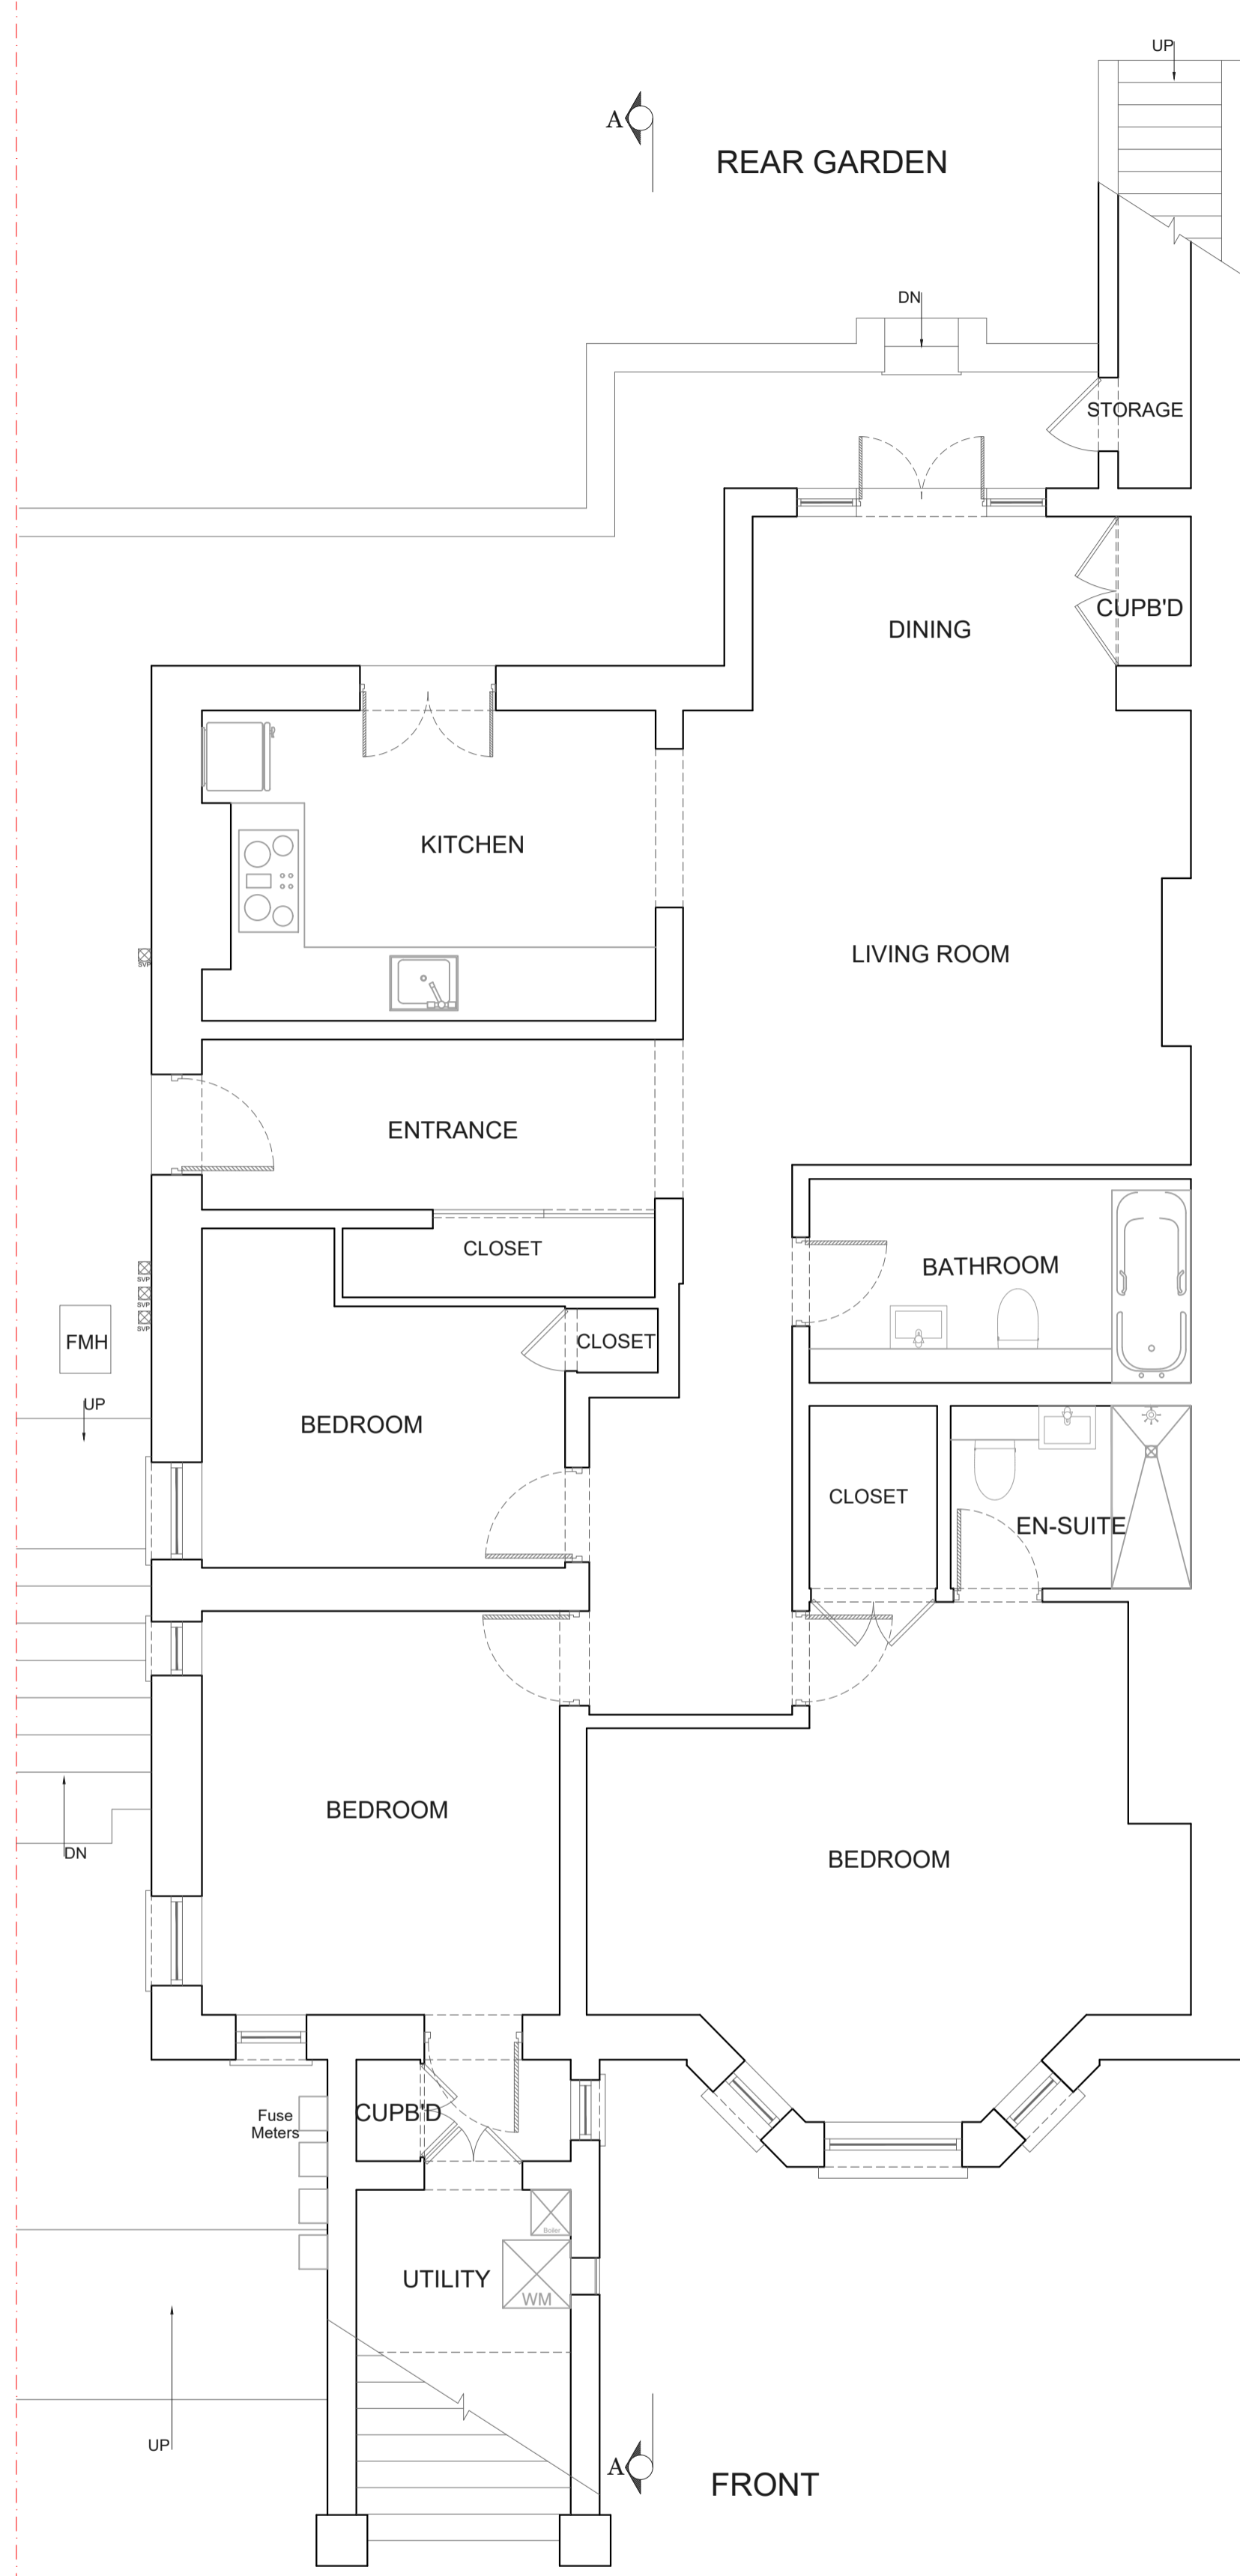 UP
A
REAR GARDEN
DN
STORAGE
CUPB'D
DINING
KITCHEN
LIVING ROOM
SVP
ENTRANCE
CLOSET
BATHROOM
SVP
SVP
SVP
FMH
CLOSET
UP
BEDROOM
CLOSET
EN-SUITE
BEDROOM
DN
BEDROOM
CUPB'D
Fuse
Meters
Boiler
UTILITY
WM
UP
A
FRONT